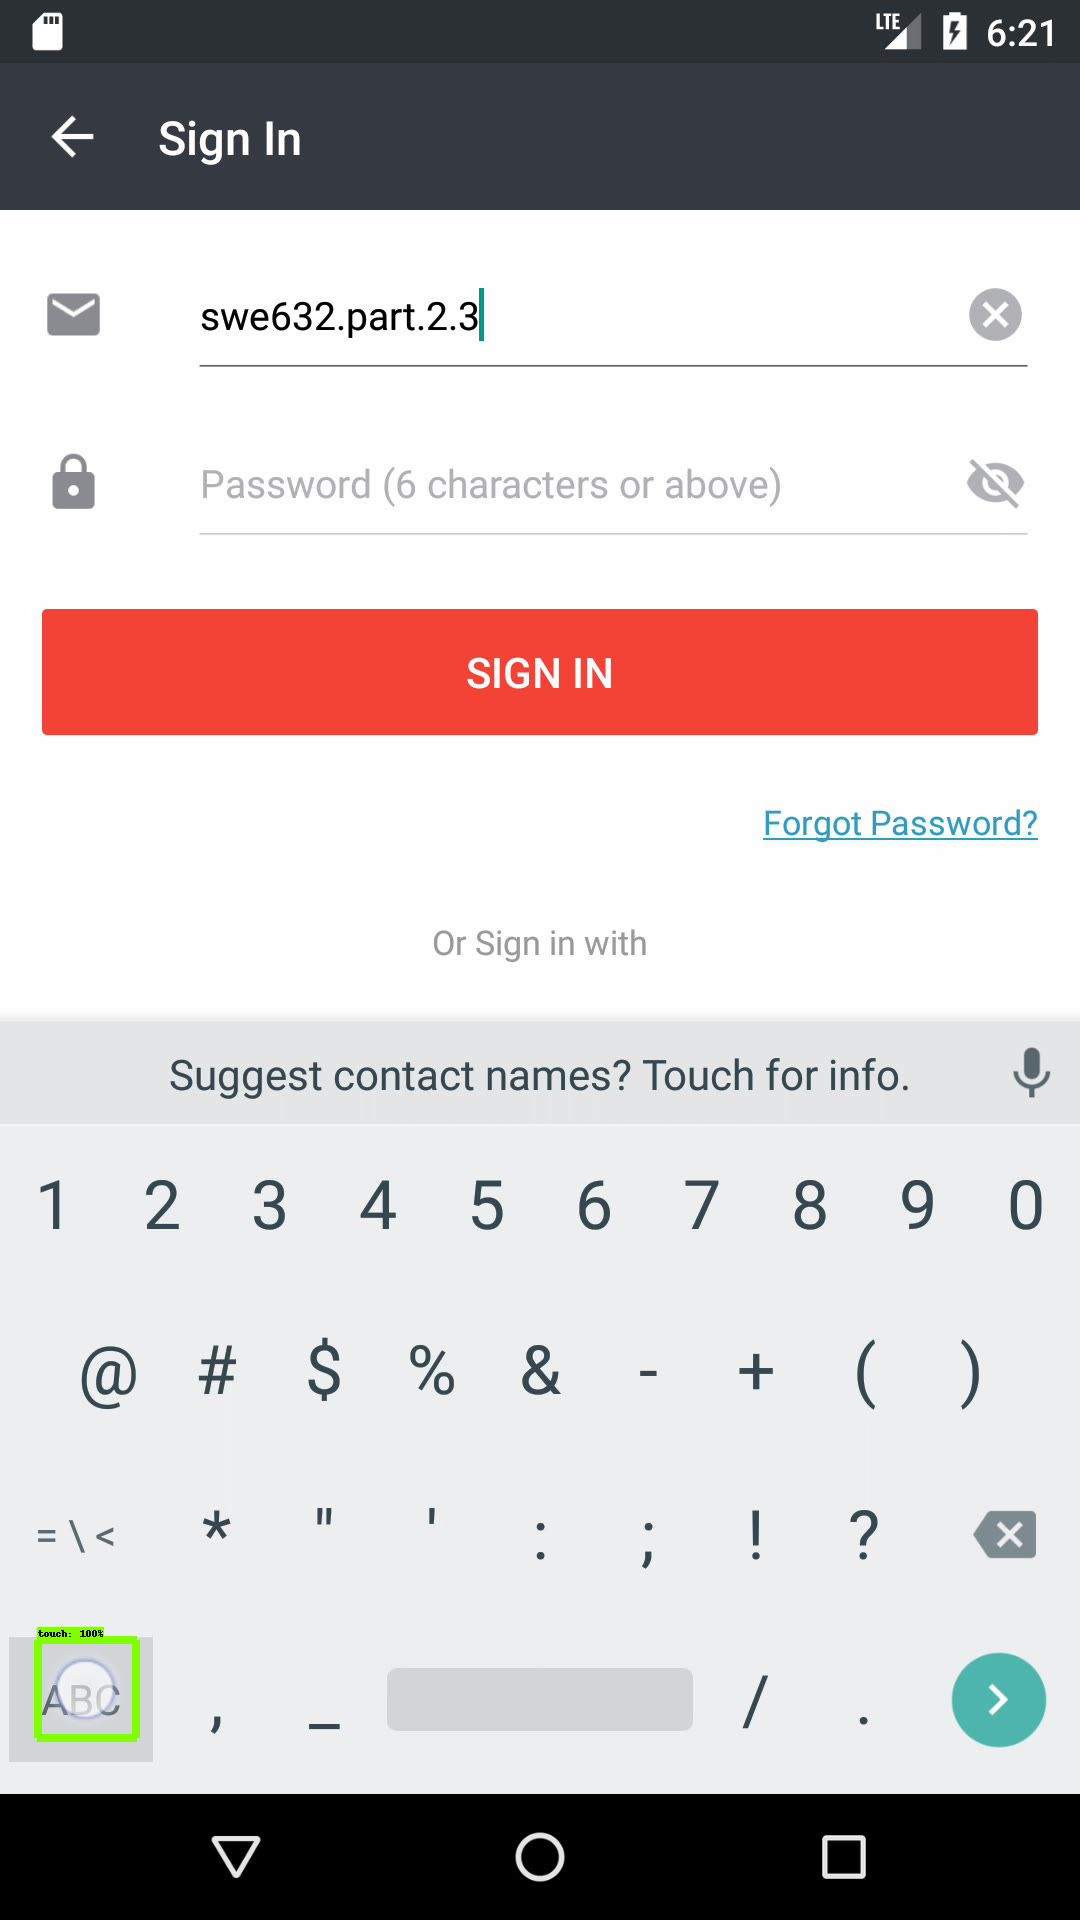 LTE 6:21
Sign In
swe632.part.2.3
Password (6 characters or above)
SIGN IN
Forgot Password?
Or Sign in with
Suggest contact names? Touch for info.
1 2 3 4 5 6 7 8 9 0
@ # $ % & - + ( )
= \ < * " ' : ; ! ?
touch: 100%
ABC , _ / .